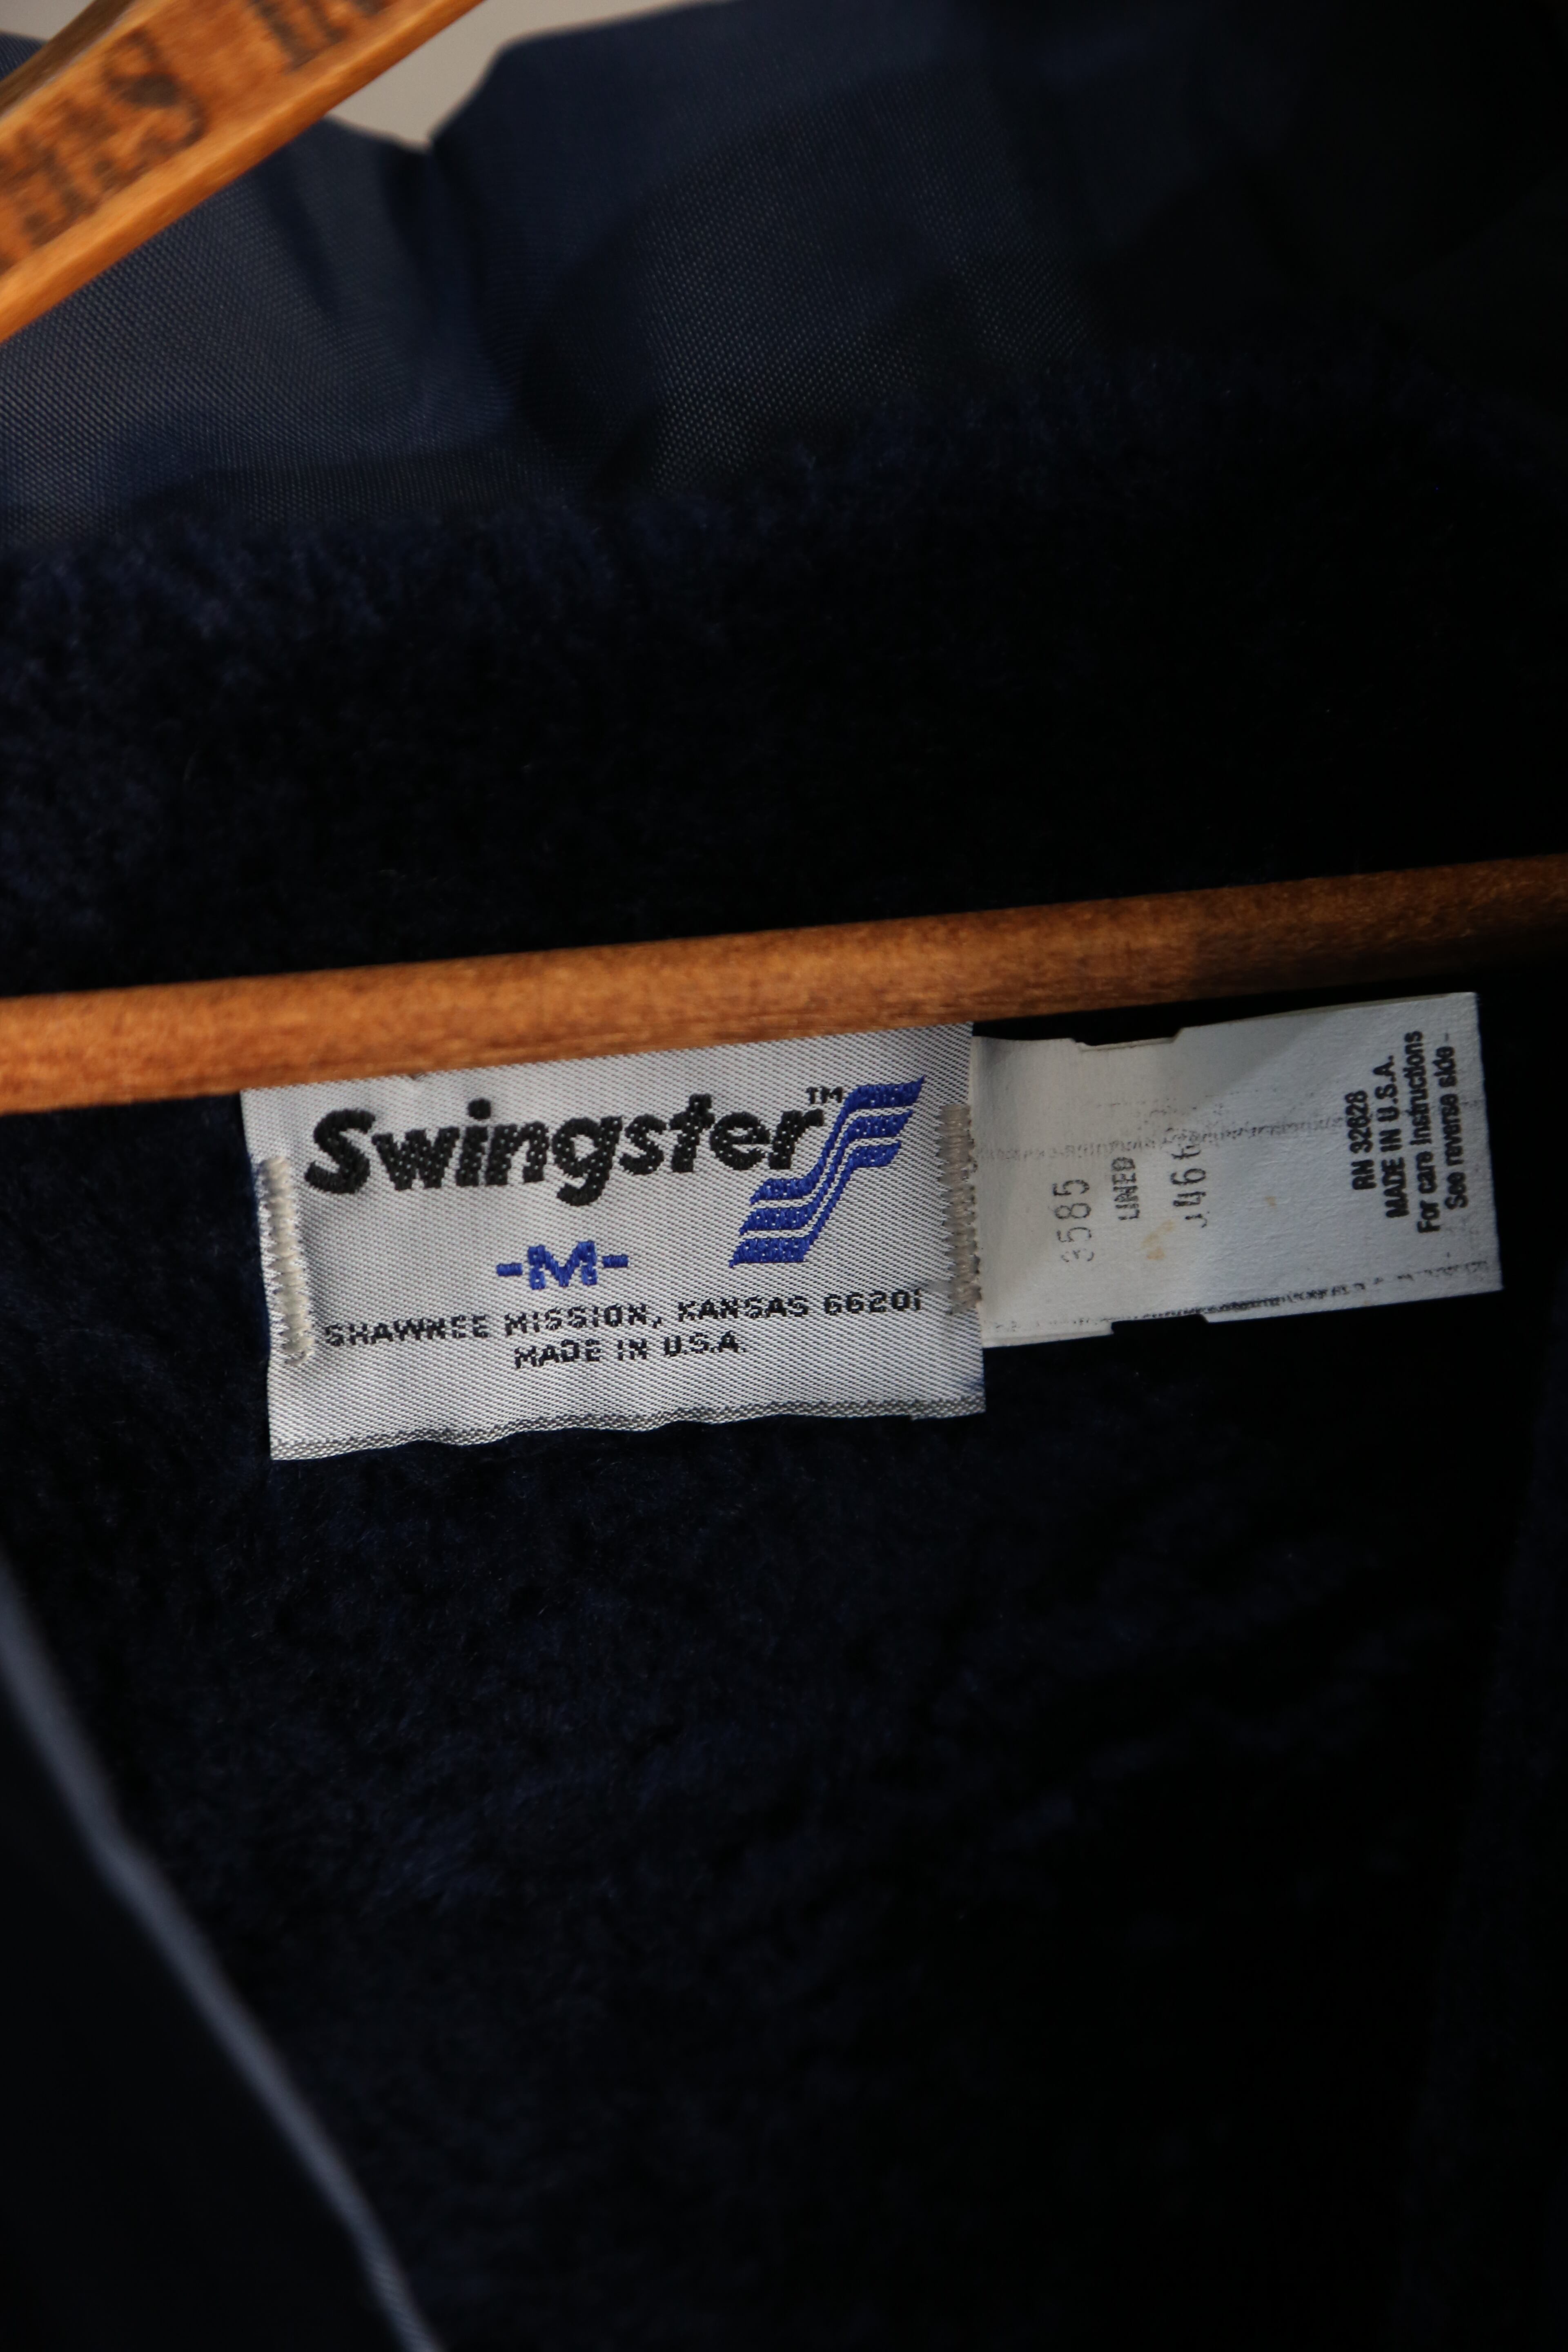 Swingster™
-M-
SHAWNEE MISSION, KANSAS 66201
MADE IN U.S.A.
LINED
RN 32628
MADE IN U.S.A.
For care Instructions
See reverse side -